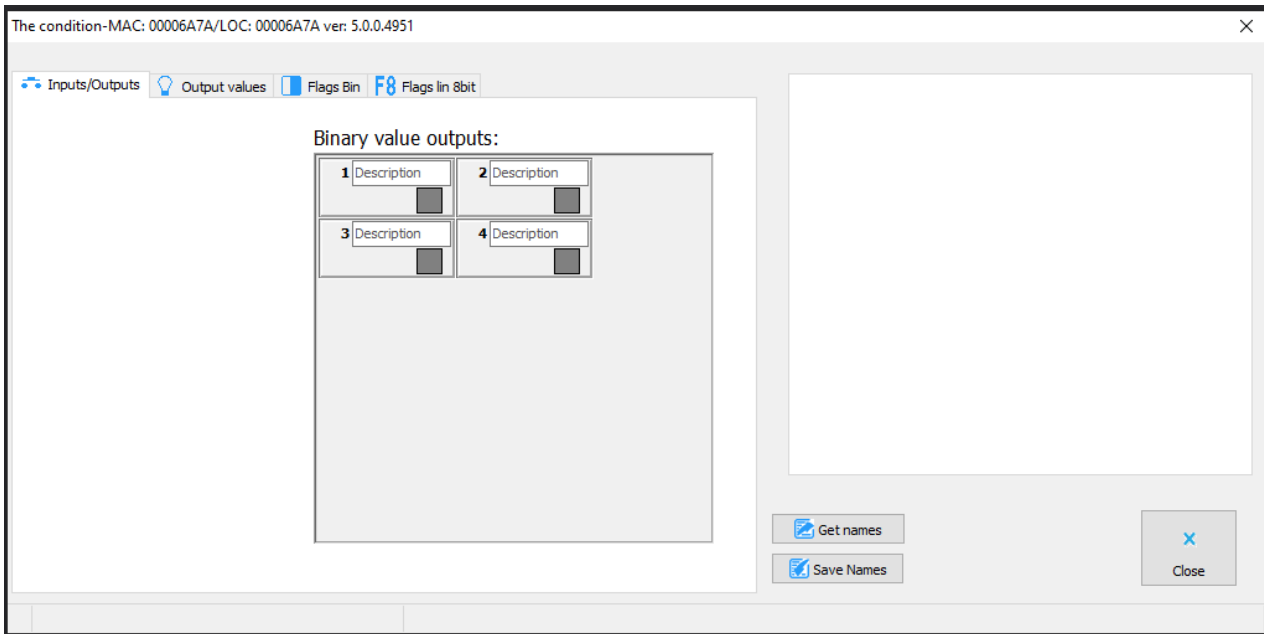 The condition-MAC: 00006A7A/LOC: 00006A7A ver: 5.0.0.4951
Inputs/Outputs Output values Flags Bin F8 Flags lin 8bit
Binary value outputs:
1 Description 2 Description
3 Description 4 Description
Get names
Save Names
Close